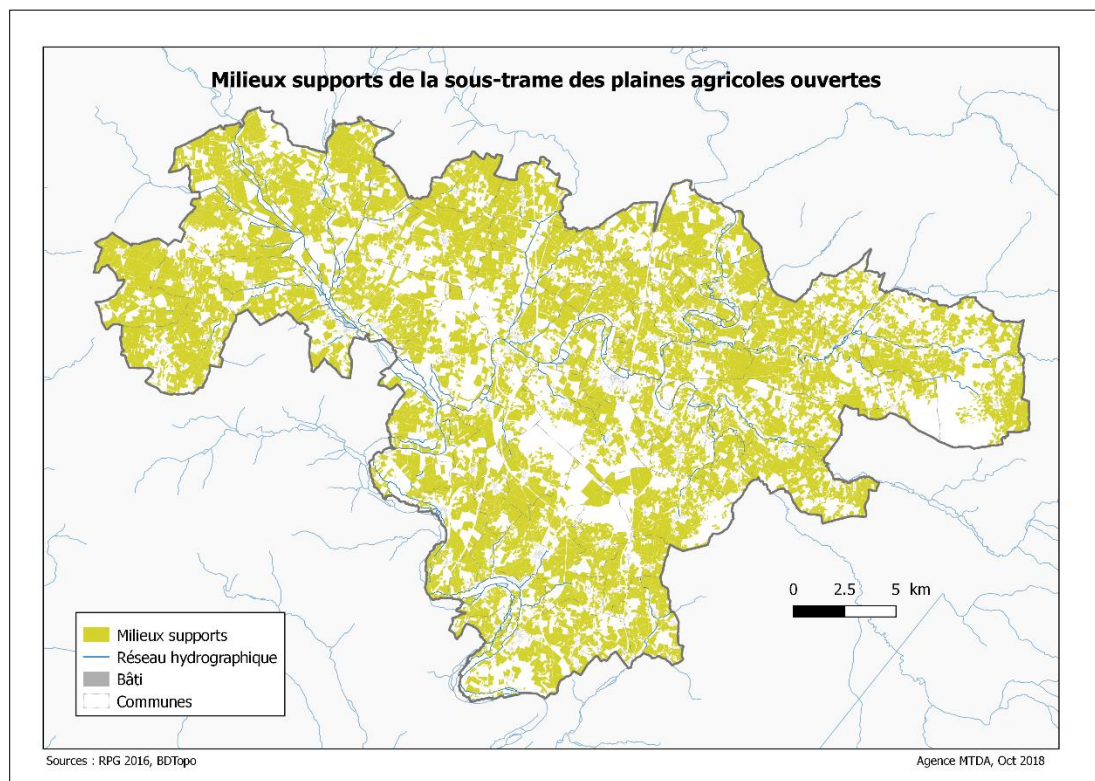 Milieux supports de la sous-trame des plaines agricoles ouvertes
0 2.5 5 km
Milieux supports
Réseau hydrographique
Bâti
Communes
Sources : RPG 2016, BDTopo
Agence MTDA, Oct 2018